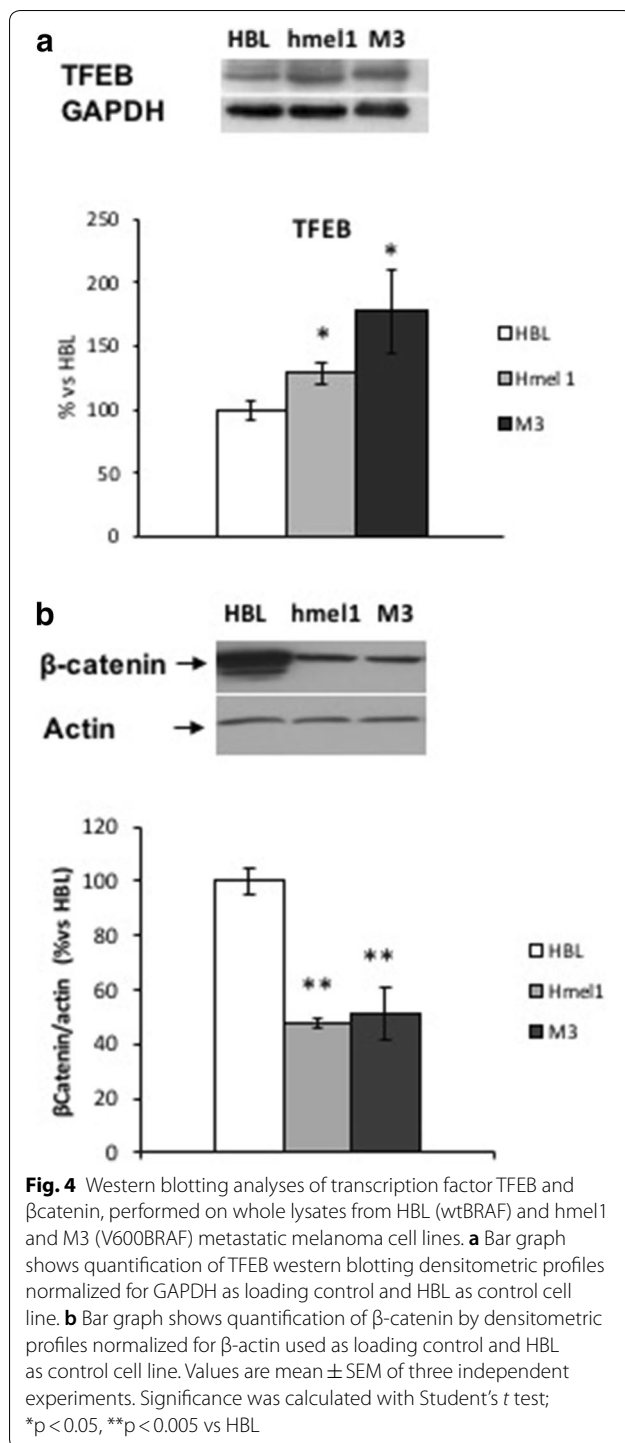 a
HBL hmel1 M3
TFEB
GAPDH
TFEB
250
200
150
100
50
0
% vs HBL
*
*
HBL
Hmel 1
M3
b
HBL hmel1 M3
β-catenin →
Actin →
120
100
80
60
40
20
0
βCatenin/actin (%vs HBL)
**
**
HBL
Hmel1
M3
Fig. 4 Western blotting analyses of transcription factor TFEB and
βcatenin, performed on whole lysates from HBL (wtBRAF) and hmel1
and M3 (V600BRAF) metastatic melanoma cell lines. a Bar graph
shows quantification of TFEB western blotting densitometric profiles
normalized for GAPDH as loading control and HBL as control cell
line. b Bar graph shows quantification of β-catenin by densitometric
profiles normalized for β-actin used as loading control and HBL
as control cell line. Values are mean ± SEM of three independent
experiments. Significance was calculated with Student's t test;
*p < 0.05, **p < 0.005 vs HBL